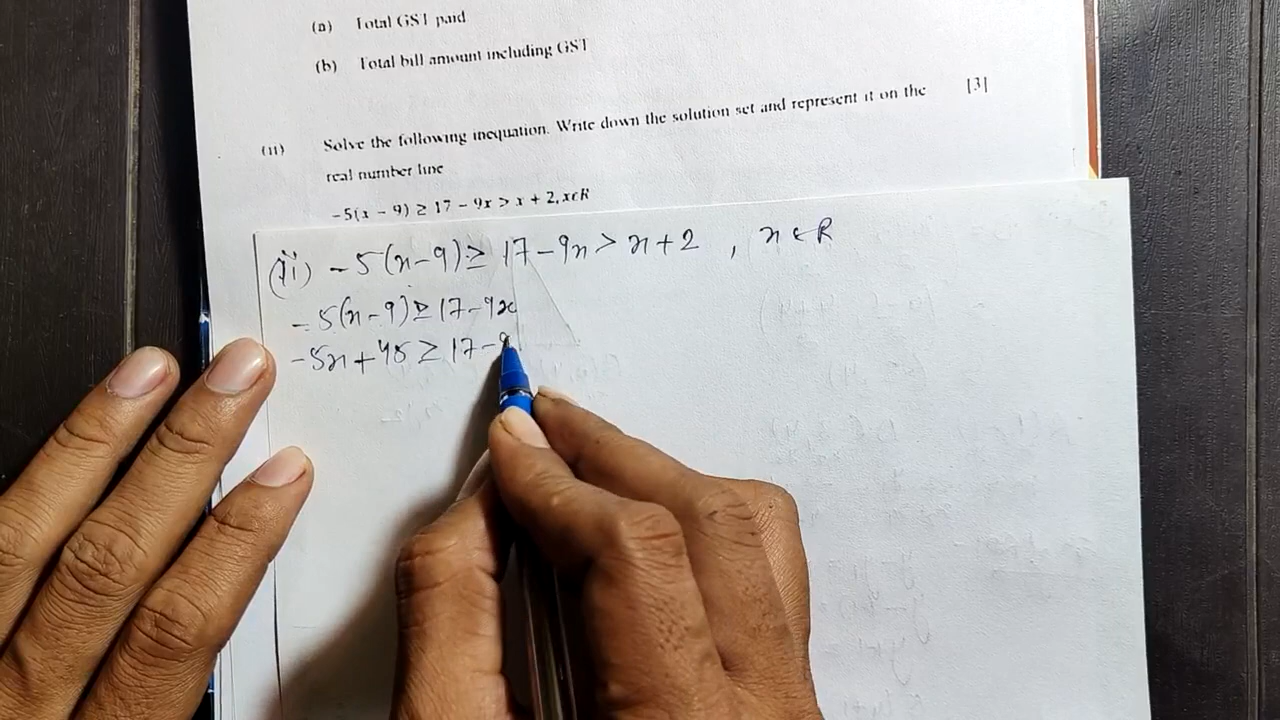 (a) Total GST paid
(b) Total bill amount including GST
(ii) Solve the following inequation. Write down the solution set and represent it on the [3]
real number line
-5(x - 9) ≥ 17 - 9x > x + 2, xϵR
(ii) -5(x-9) ≥ 17-9x > x+2 , x ϵ R
-5(x-9) ≥ 17-9x
-5x+45 ≥ 17-9